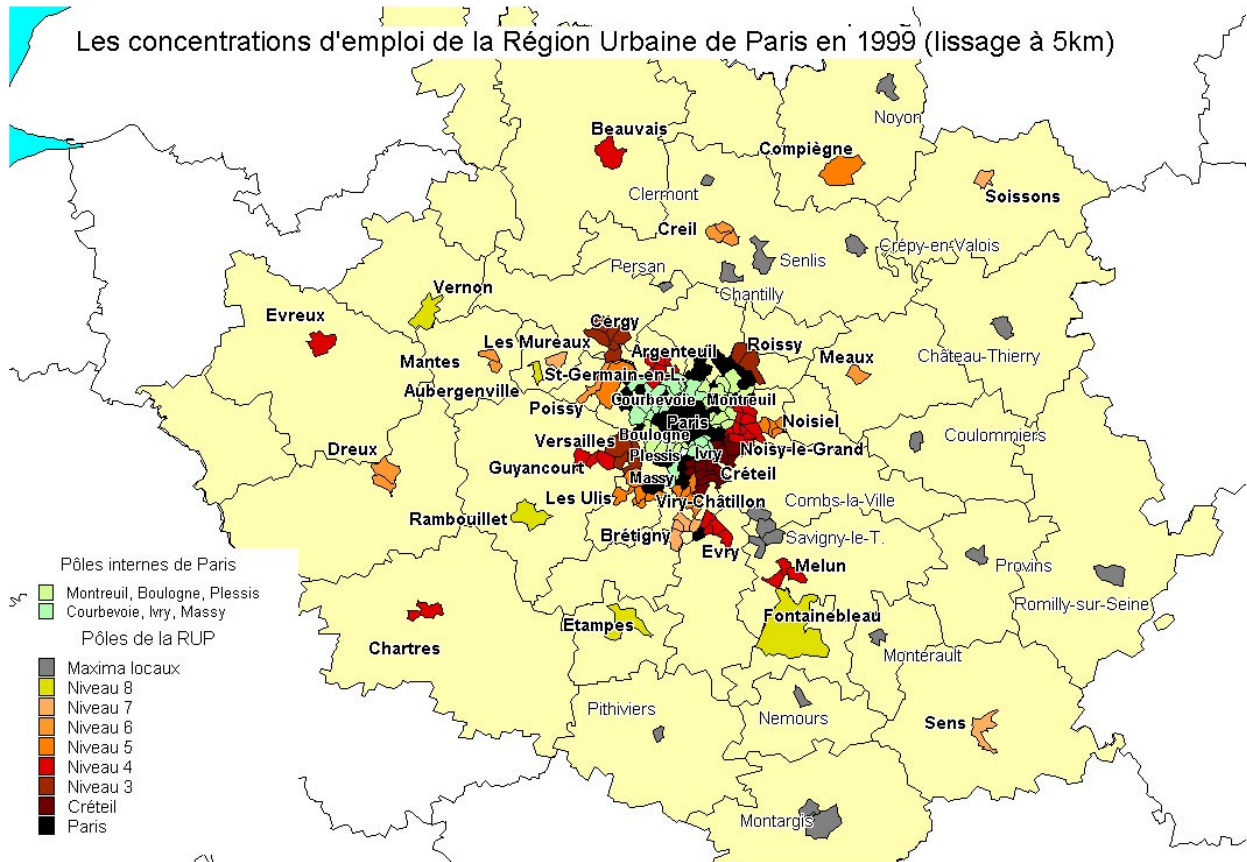 Les concentrations d'emploi de la Région Urbaine de Paris en 1999 (lissage à 5km)
Noyon
Beauvais
Compiègne
Clermont
Soissons
Creil
Crépy-en-Valois
Senlis
Persan
Chantilly
Vernon
Evreux
Cergy
Les Mureaux
Argenteuil
Roissy
Mantes
Meaux
Château-Thierry
St-Germain-en-L.
Aubergenville
Courbevoie
Montreuil
Poissy
Paris
Noisiel
Boulogne
Coulommiers
Versailles
Dreux
Plessis
Ivry
Noisy-le-Grand
Guyancourt
Massy
Créteil
Les Ulis
Viry-Châtillon
Combs-la-Ville
Rambouillet
Brétigny
Evry
Savigny-le-T.
Melun
Provins
Romilly-sur-Seine
Etampes
Fontainebleau
Chartres
Montérault
Pithiviers
Nemours
Sens
Montargis
Pôles internes de Paris
Montreuil, Boulogne, Plessis
Courbevoie, Ivry, Massy
Pôles de la RUP
Maxima locaux
Niveau 8
Niveau 7
Niveau 6
Niveau 5
Niveau 4
Niveau 3
Créteil
Paris